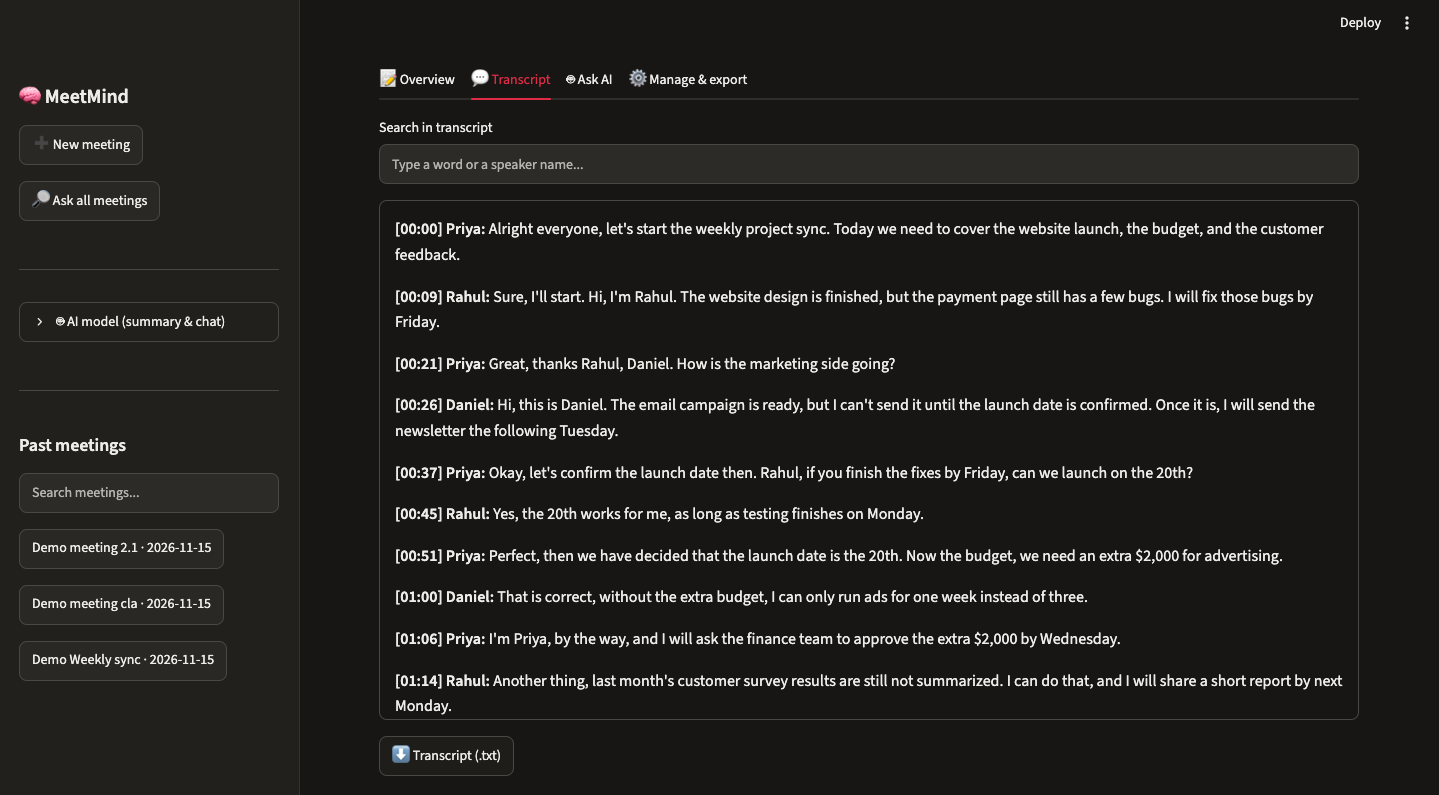 Deploy
🧠 MeetMind
➕ New meeting
🔎 Ask all meetings
AI model (summary & chat)
Past meetings
Search meetings...
Demo meeting 2.1 · 2026-11-15
Demo meeting cla · 2026-11-15
Demo Weekly sync · 2026-11-15
📝 Overview 💬 Transcript Ask AI ⚙️ Manage & export
Search in transcript
Type a word or a speaker name...
[00:00] Priya: Alright everyone, let's start the weekly project sync. Today we need to cover the website launch, the budget, and the customer
feedback.
[00:09] Rahul: Sure, I'll start. Hi, I'm Rahul. The website design is finished, but the payment page still has a few bugs. I will fix those bugs by
Friday.
[00:21] Priya: Great, thanks Rahul, Daniel. How is the marketing side going?
[00:26] Daniel: Hi, this is Daniel. The email campaign is ready, but I can't send it until the launch date is confirmed. Once it is, I will send the
newsletter the following Tuesday.
[00:37] Priya: Okay, let's confirm the launch date then. Rahul, if you finish the fixes by Friday, can we launch on the 20th?
[00:45] Rahul: Yes, the 20th works for me, as long as testing finishes on Monday.
[00:51] Priya: Perfect, then we have decided that the launch date is the 20th. Now the budget, we need an extra $2,000 for advertising.
[01:00] Daniel: That is correct, without the extra budget, I can only run ads for one week instead of three.
[01:06] Priya: I'm Priya, by the way, and I will ask the finance team to approve the extra $2,000 by Wednesday.
[01:14] Rahul: Another thing, last month's customer survey results are still not summarized. I can do that, and I will share a short report by next
Monday.
⬇️ Transcript (.txt)